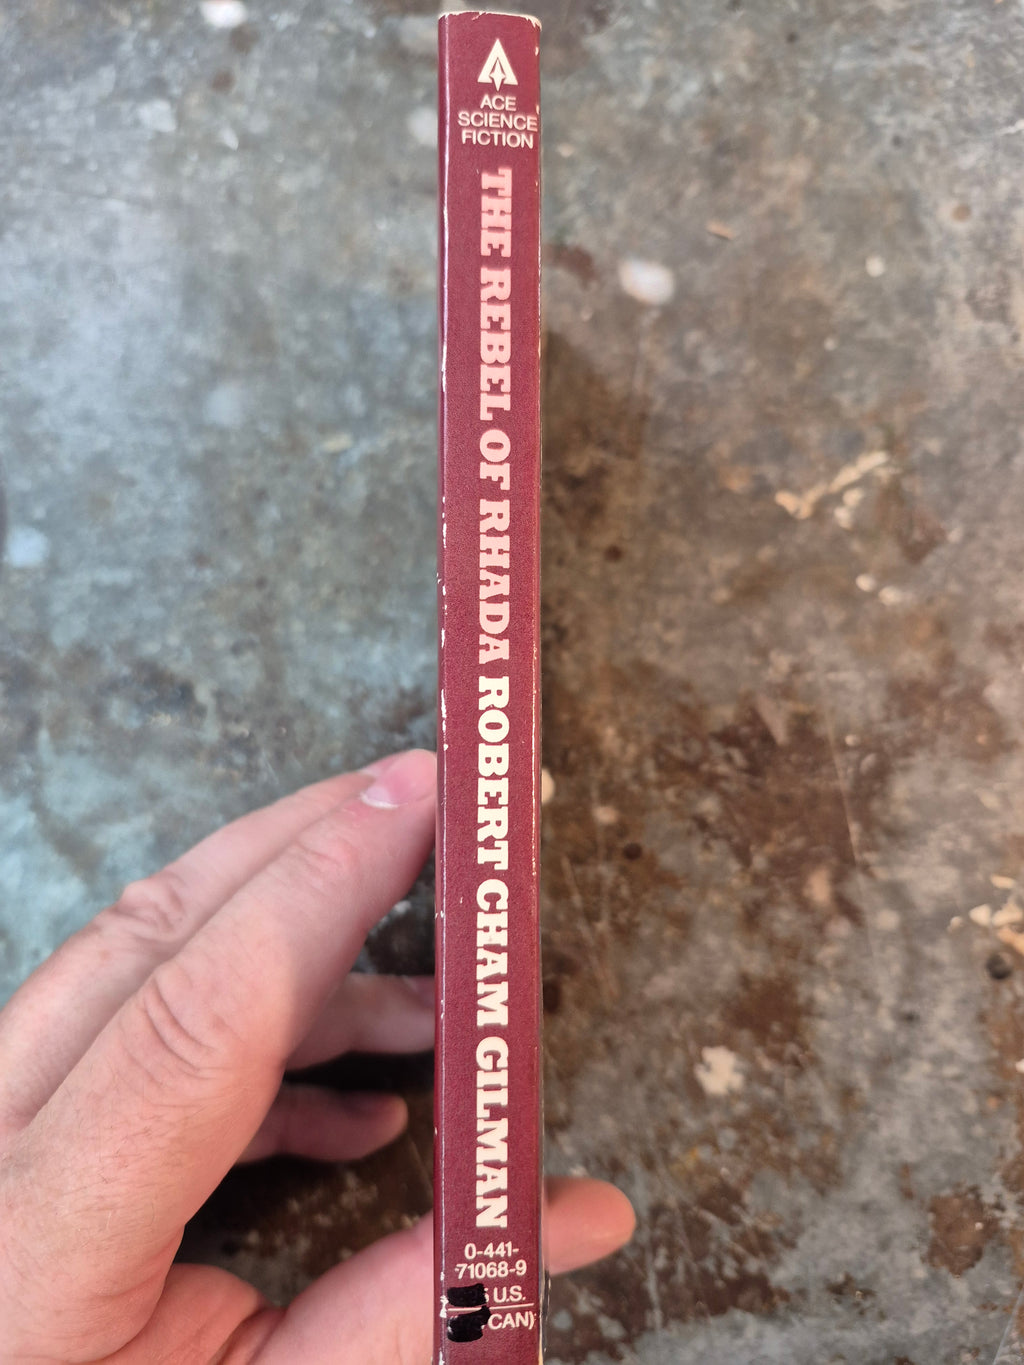 ACE
SCIENCE
FICTION
THE REBEL OF RHADA ROBERT CHAM GILMAN
0-441-
71068-9
U.S.
CAN)